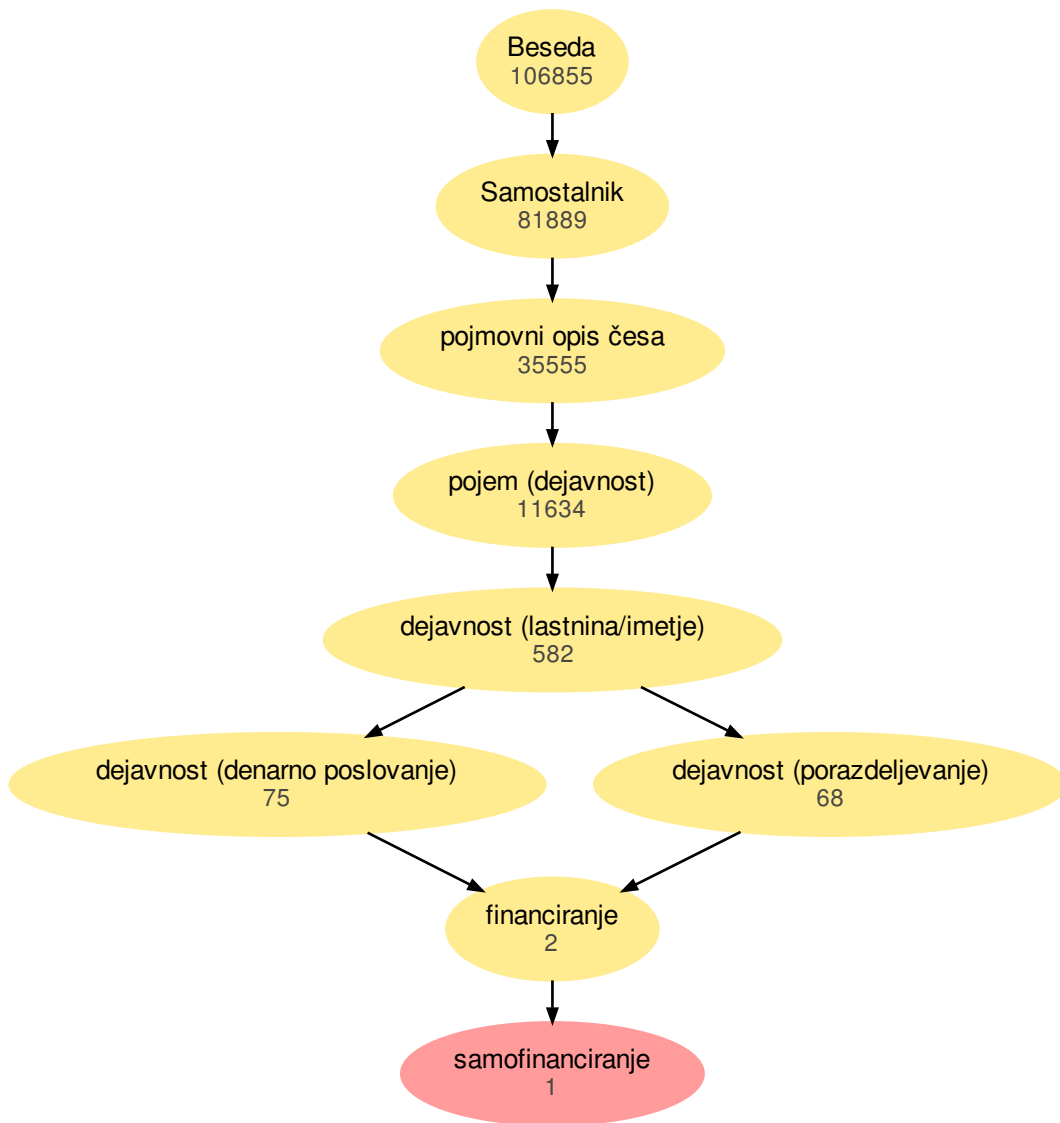 Beseda
106855
Samostalnik
81889
pojmovni opis česa
35555
pojem (dejavnost)
11634
dejavnost (lastnina/imetje)
582
dejavnost (denarno poslovanje)
75
dejavnost (porazdeljevanje)
68
financiranje
2
samofinanciranje
1